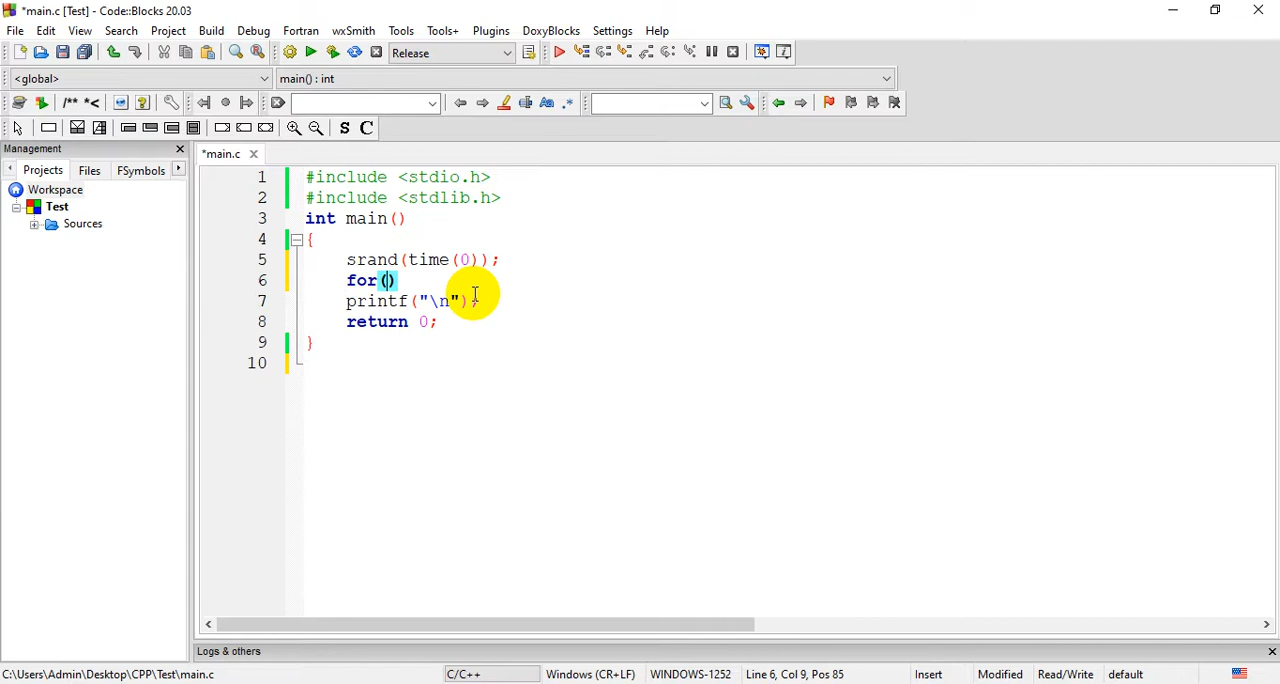 *main.c [Test] - Code::Blocks 20.03
File Edit View Search Project Build Debug Fortran wxSmith Tools Tools+ Plugins DoxyBlocks Settings Help
Release
<global> main() : int
/** *< Aa .*
S C
Management
*main.c
Projects Files FSymbols
Workspace
Test
Sources
1 #include <stdio.h>
2 #include <stdlib.h>
3 int main()
4 {
5 srand(time(0));
6 for()
7 printf("\n");
8 return 0;
9 }
10
Logs & others
C:\Users\Admin\Desktop\CPP\Test\main.c C/C++ Windows (CR+LF) WINDOWS-1252 Line 6, Col 9, Pos 85 Insert Modified Read/Write default